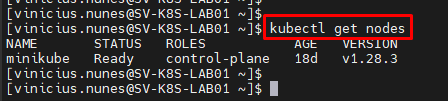 [vinicius.nunes@SV-K8S-LAB01 ~]$
[vinicius.nunes@SV-K8S-LAB01 ~]$ kubectl get nodes
NAME       STATUS   ROLES           AGE   VERSION
minikube   Ready    control-plane   18d   v1.28.3
[vinicius.nunes@SV-K8S-LAB01 ~]$
[vinicius.nunes@SV-K8S-LAB01 ~]$